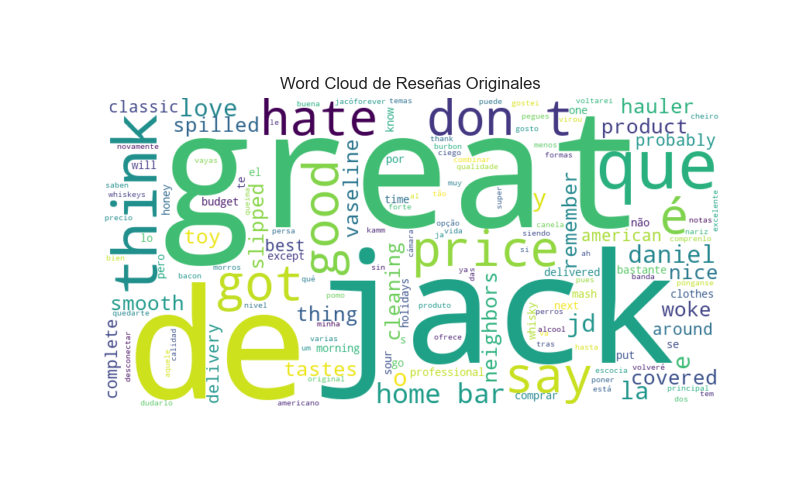 Word Cloud de Reseñas Originales
great
jack
de
que
hate
don t
think
good
got
price
say
é
love
classic
spilled
hauler
product
probably
know
one
vaseline
remember
american
daniel
nice
slipped
toy
best
except
budget
honey
will
smooth
thing
home bar
tastes
cleaning
holidays
neighbors
jd
woke
around
covered
la
e
o
y
complete
delivery
morning
sour
professional
comprar
whisky
mash
next
delivered
bastante
clothes
put
se
não
time
por
el
te
lo
pero
novamente
le
buena
jacóforever
temas
puede
gostei
voltarei
pegues
virou
cheiro
gosto
forte
thank
burbon
ciego
menos
formas
combinar
qualidade
muy
tão
super
canela
siendo
si
opção
vida
ja
câmara
kamm
persa
queima
vayas
saben
whiskeys
precio
bien
quedarte
desconectar
aquele
calidad
dudarlo
bacon
morros
qué
sin
nivel
pomo
minha
varias
um
original
americano
produto
ofrece
ya
das
go
s
perros
alcool
tras
hasta
pues
ah
banda
ponganse
comprenlo
nariz
notas
excelente
escocia
volveré
poner
está
principal
dos
tem